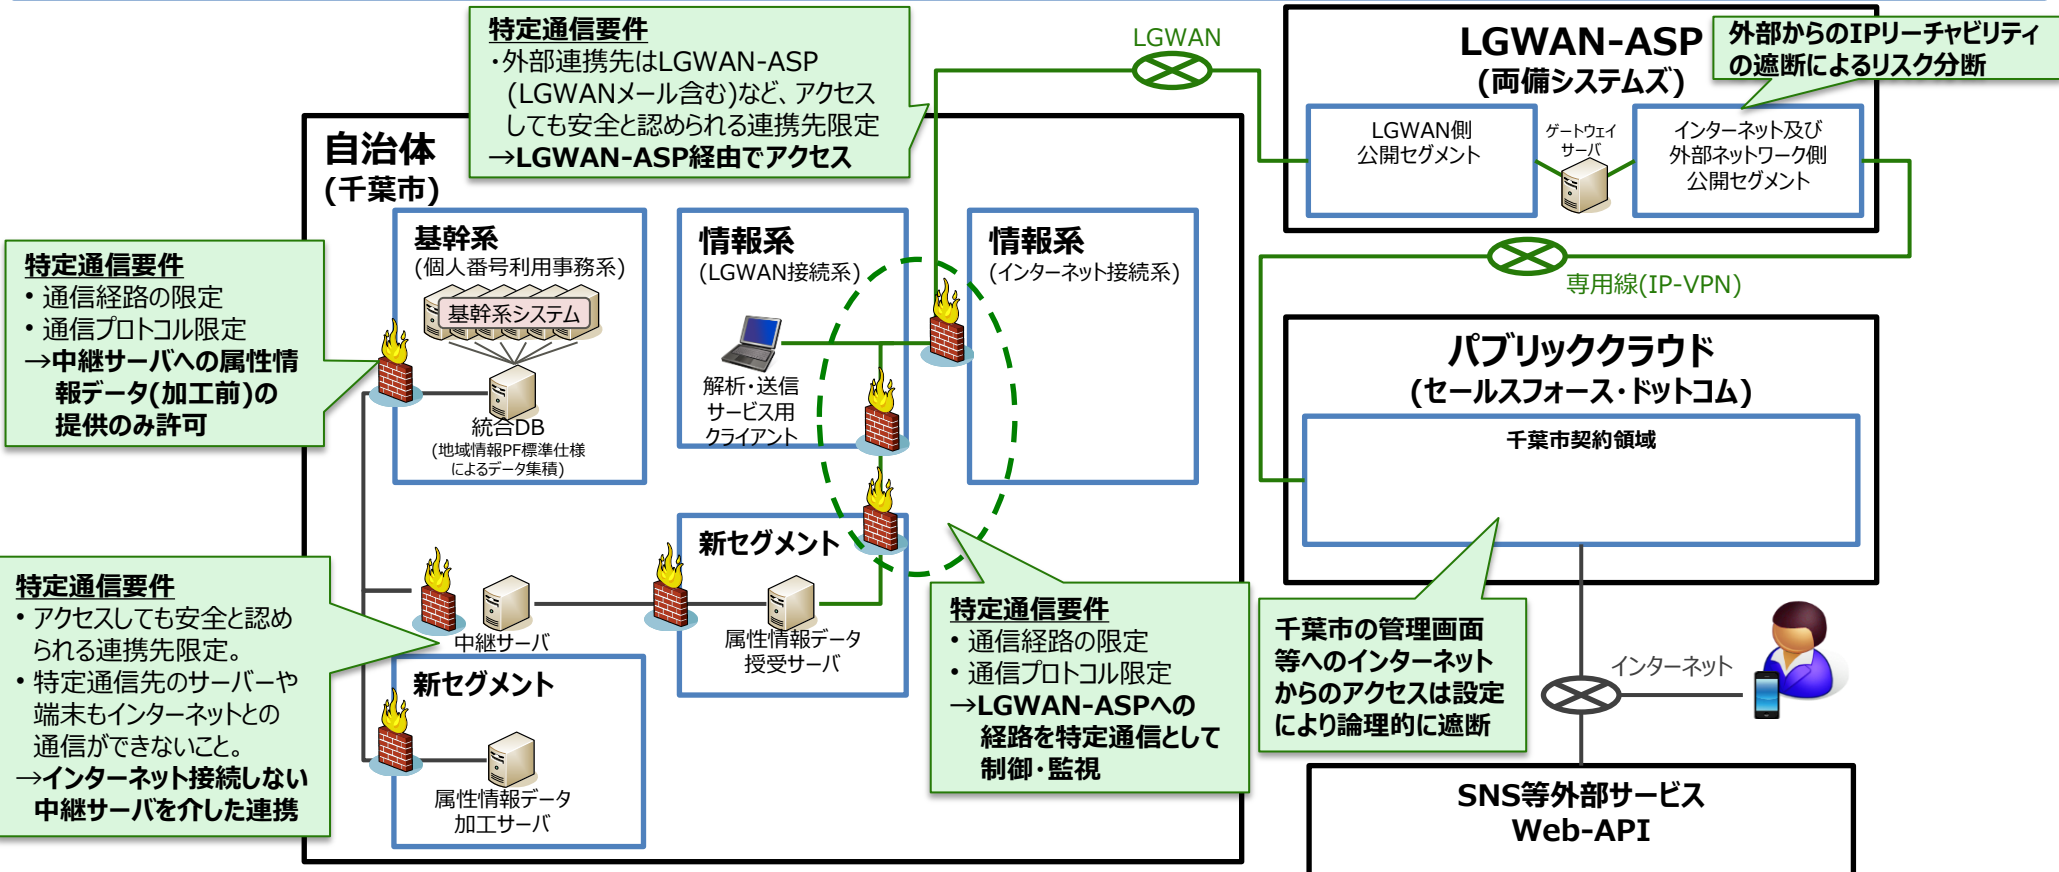 特定通信要件
・外部連携先はLGWAN-ASP
(LGWANメール含む)など、アクセス
しても安全と認められる連携先限定
→LGWAN-ASP経由でアクセス
LGWAN
LGWAN-ASP
(両備システムズ)
外部からのIPリーチャビリティ
の遮断によるリスク分断
LGWAN側
公開セグメント
ゲートウェイ
サーバ
インターネット及び
外部ネットワーク側
公開セグメント
自治体
(千葉市)
基幹系
(個人番号利用事務系)
基幹系システム
統合DB
(地域情報PF標準仕様
によるデータ集積)
情報系
(LGWAN接続系)
解析・送信
サービス用
クライアント
情報系
(インターネット接続系)
特定通信要件
• 通信経路の限定
• 通信プロトコル限定
→中継サーバへの属性情
報データ(加工前)の
提供のみ許可
専用線(IP-VPN)
パブリッククラウド
(セールスフォース・ドットコム)
千葉市契約領域
特定通信要件
• アクセスしても安全と認め
られる連携先限定。
• 特定通信先のサーバーや
端末もインターネットとの
通信ができないこと。
→インターネット接続しない
中継サーバを介した連携
中継サーバ
新セグメント
属性情報データ
授受サーバ
新セグメント
属性情報データ
加工サーバ
特定通信要件
• 通信経路の限定
• 通信プロトコル限定
→LGWAN-ASPへの
経路を特定通信として
制御・監視
千葉市の管理画面
等へのインターネット
からのアクセスは設定
により論理的に遮断
インターネット
SNS等外部サービス
Web-API